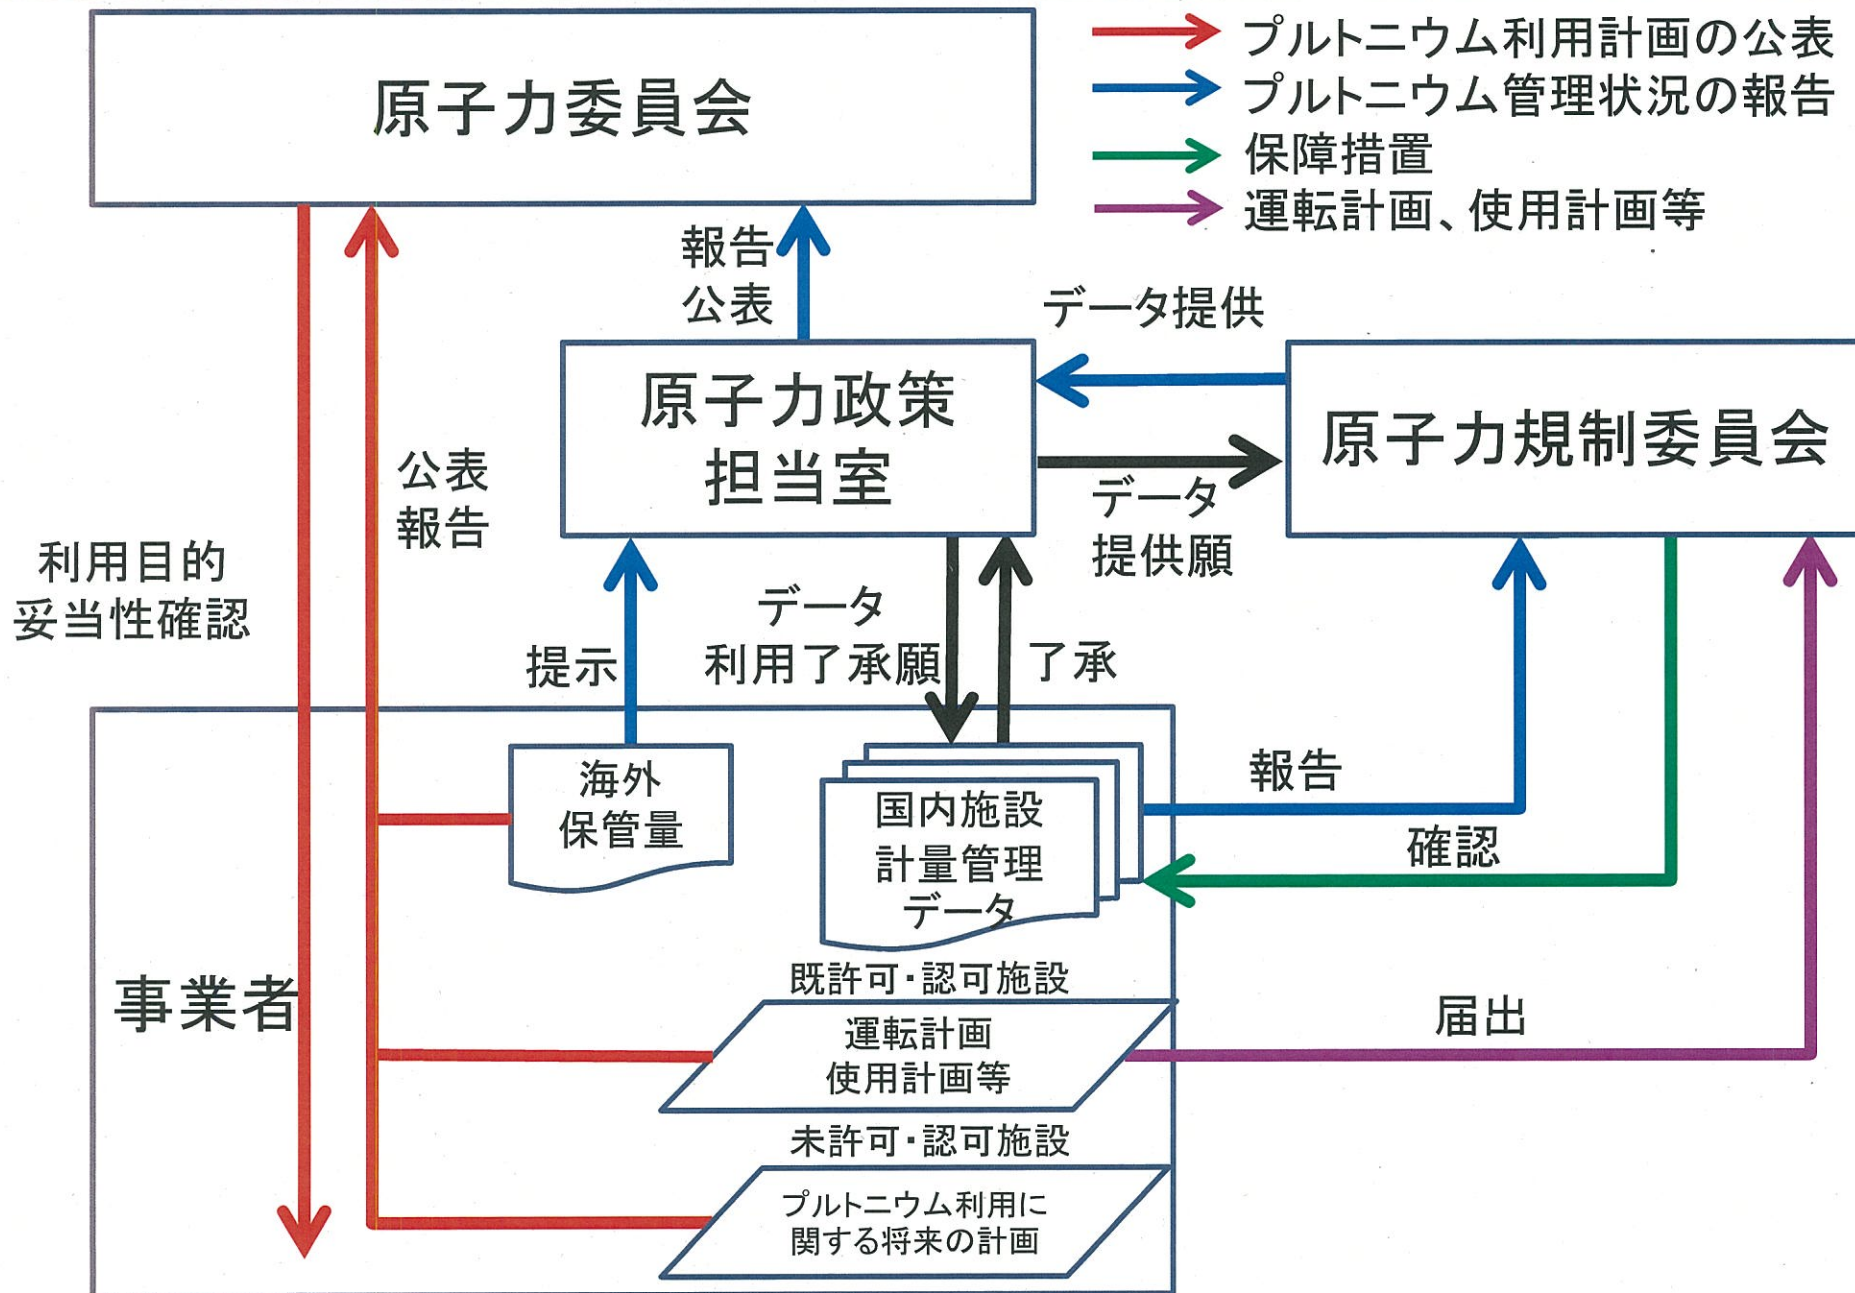 原子力委員会
プルトニウム利用計画の公表
プルトニウム管理状況の報告
保障措置
運転計画、使用計画等
報告
公表
データ提供
原子力政策
担当室
原子力規制委員会
データ
提供願
公表
報告
利用目的
妥当性確認
提示
データ
利用了承願
了承
事業者
海外
保管量
国内施設
計量管理
データ
報告
確認
既許可・認可施設
運転計画
使用計画等
届出
未許可・認可施設
プルトニウム利用に
関する将来の計画